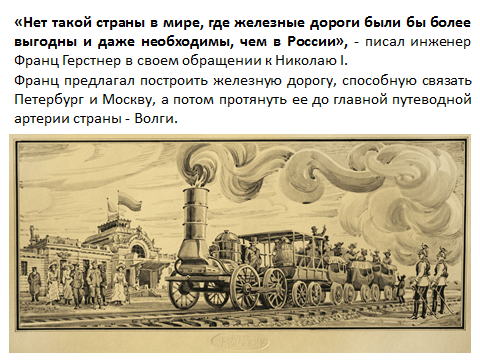 «Нет такой страны в мире, где железные дороги были бы более
выгодны и даже необходимы, чем в России», - писал инженер
Франц Герстнер в своем обращении к Николаю I.
Франц предлагал построить железную дорогу, способную связать
Петербург и Москву, а потом протянуть ее до главной путеводной
артерии страны - Волги.